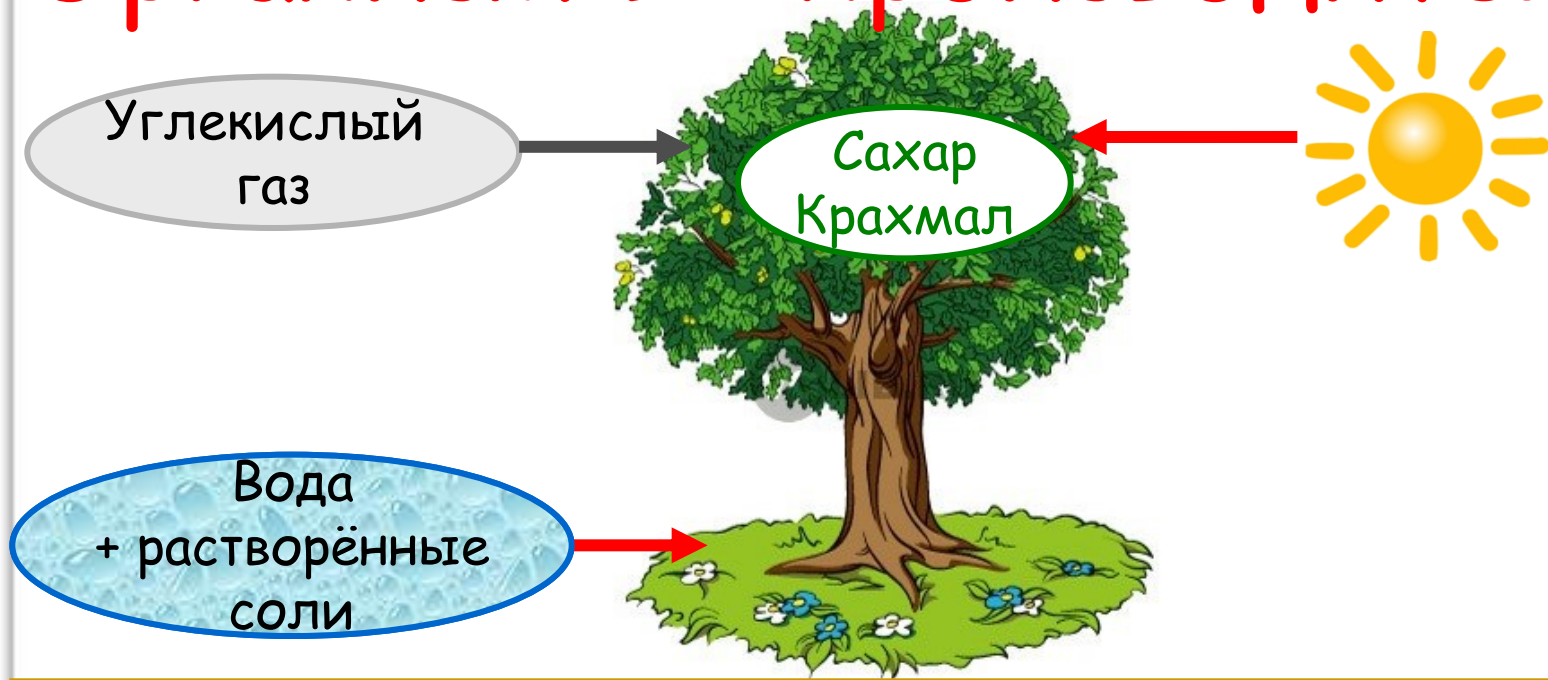 Углекислый
газ
Сахар
Крахмал
Вода
+ растворённые
соли